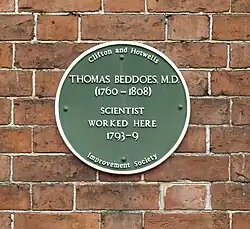 Clifton and Hotwells
THOMAS BEDDOES, M.D.
(1760 – 1808)
SCIENTIST
WORKED HERE
1793–9
Improvement Society